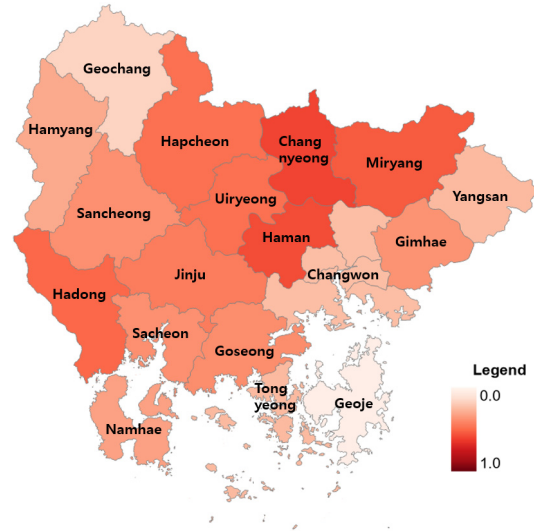 Geochang
Hamyang
Hapcheon
Chang
nyeong
Miryang
Yangsan
Uiryeong
Sancheong
Haman
Gimhae
Jinju
Changwon
Hadong
Sacheon
Goseong
Tong
yeong
Geoje
Namhae
Legend
0.0
1.0